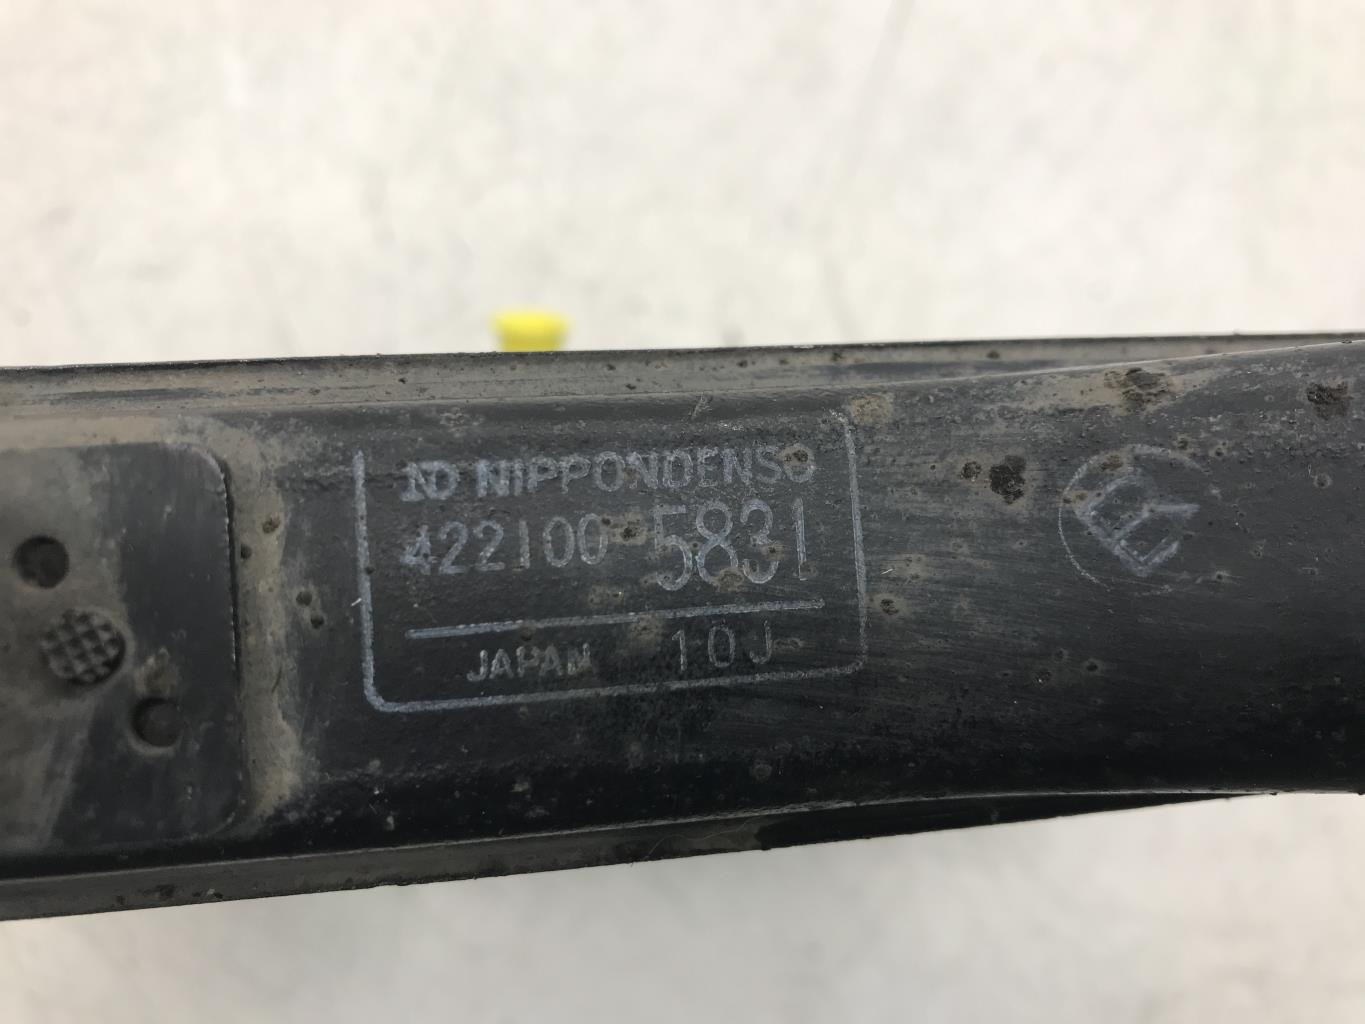 ND NIPPONDENSO
422100-5831
JAPAN 10J